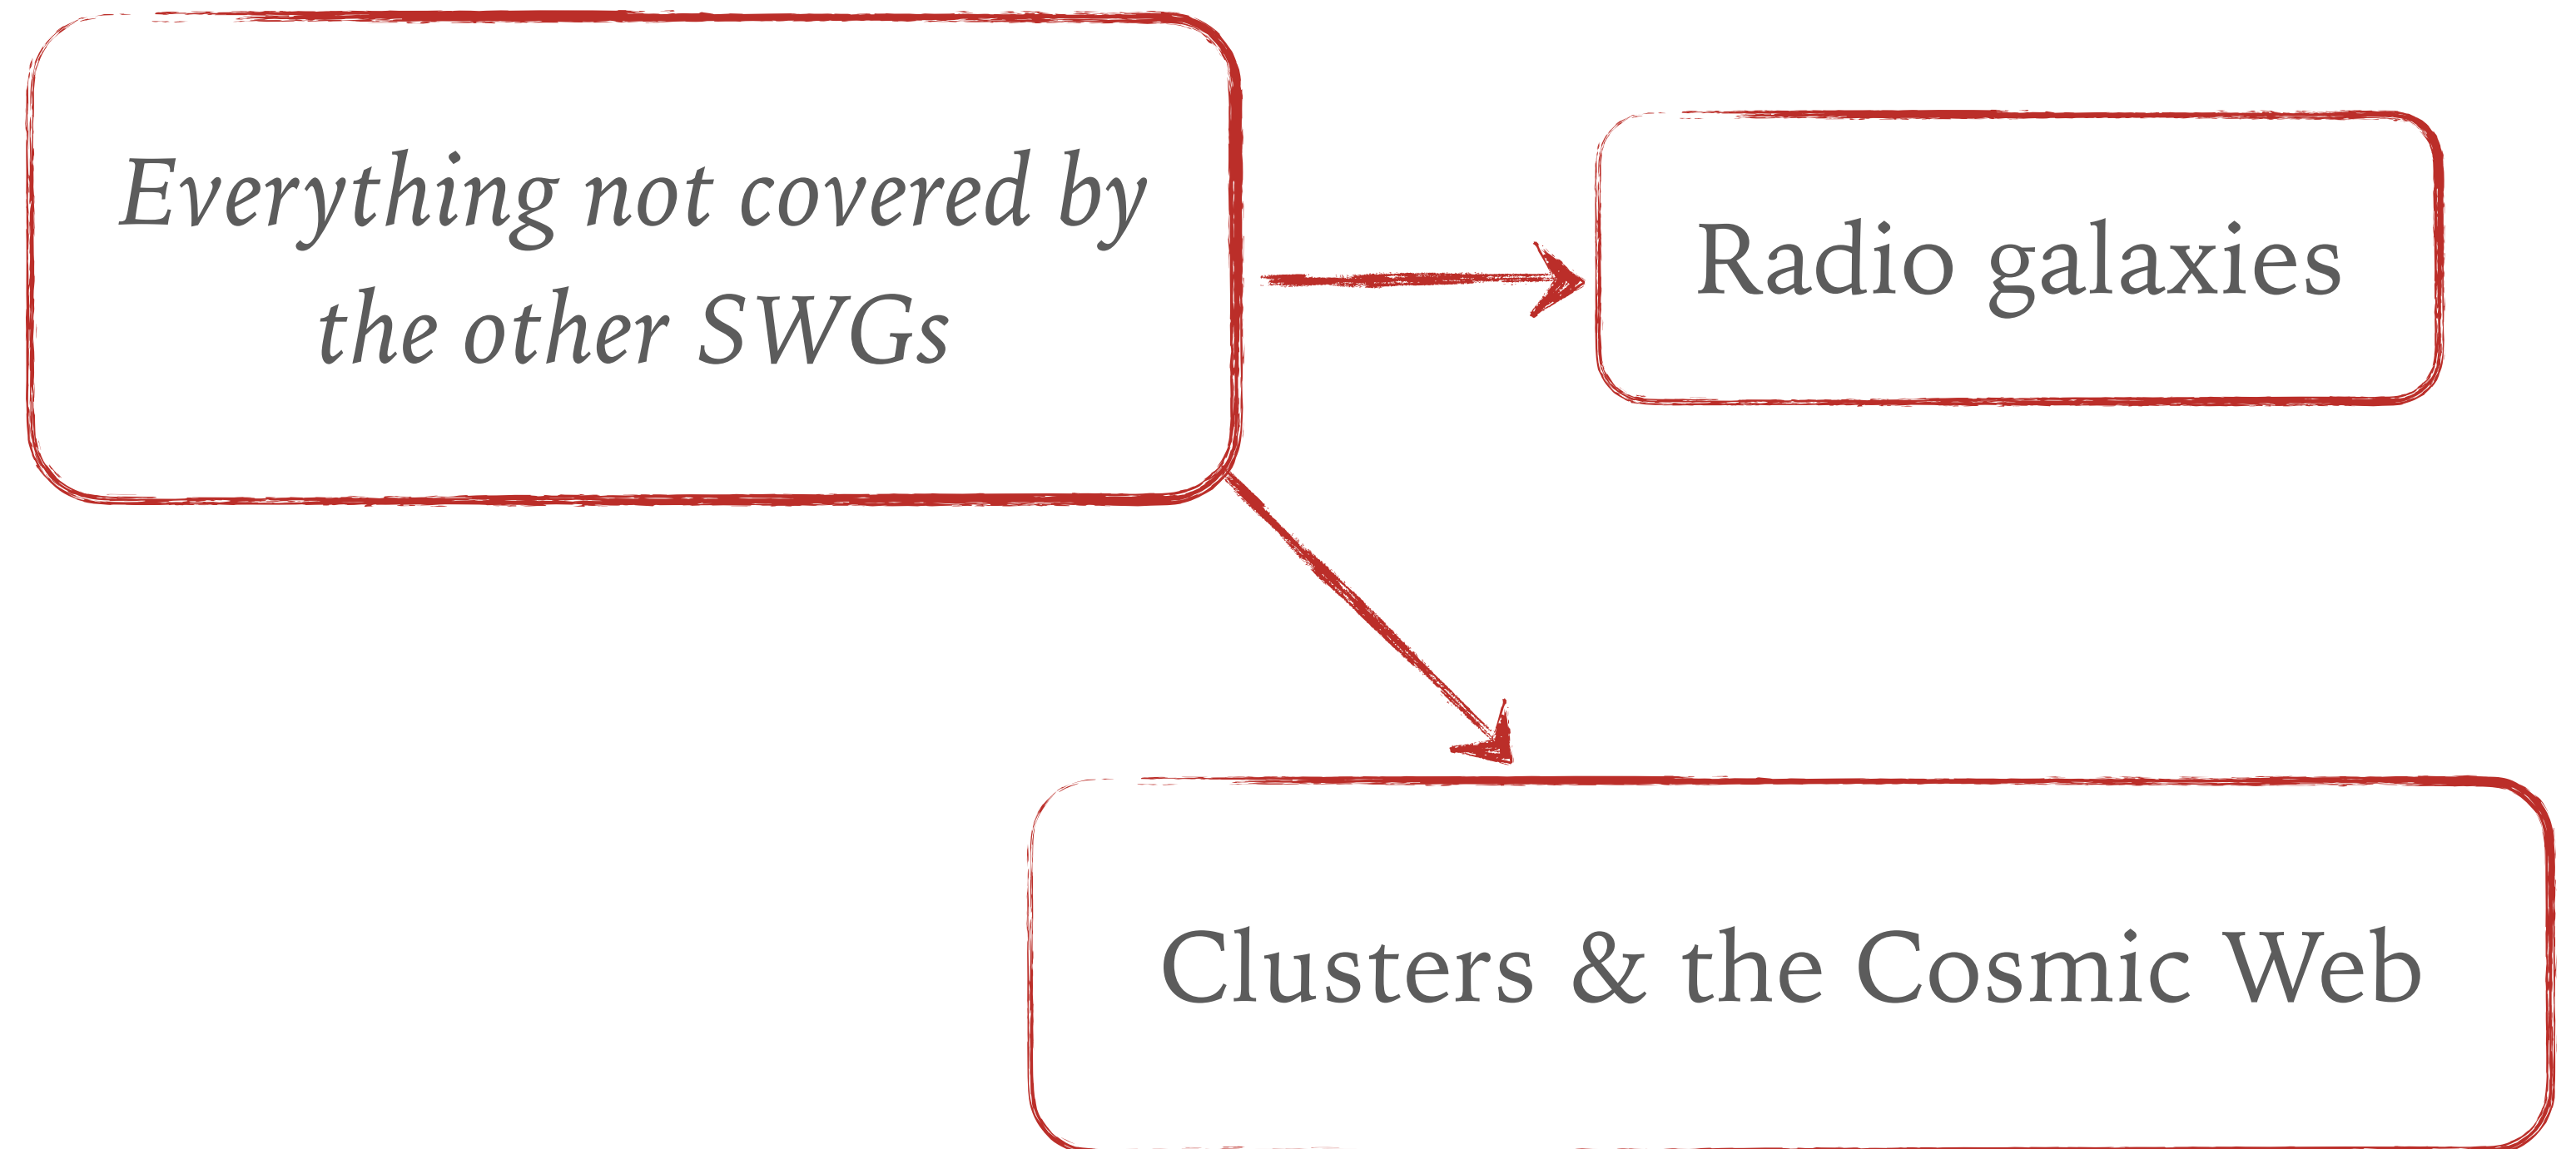 Everything not covered by
the other SWGs
Radio galaxies
Clusters & the Cosmic Web